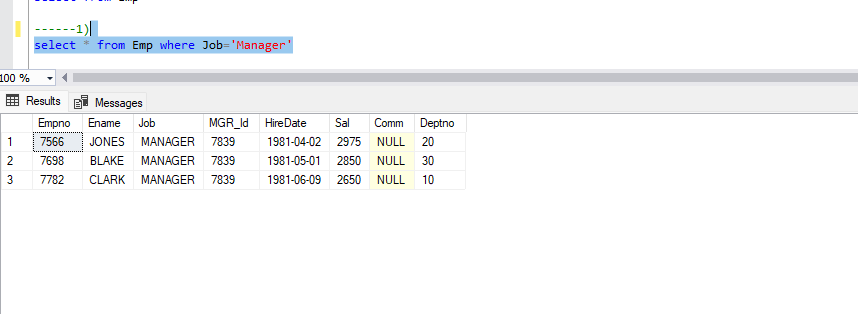 ------1)
select * from Emp where Job='Manager'
100 %
Results Messages
Empno Ename Job MGR_Id HireDate Sal Comm Deptno
1 7566 JONES MANAGER 7839 1981-04-02 2975 NULL 20
2 7698 BLAKE MANAGER 7839 1981-05-01 2850 NULL 30
3 7782 CLARK MANAGER 7839 1981-06-09 2650 NULL 10